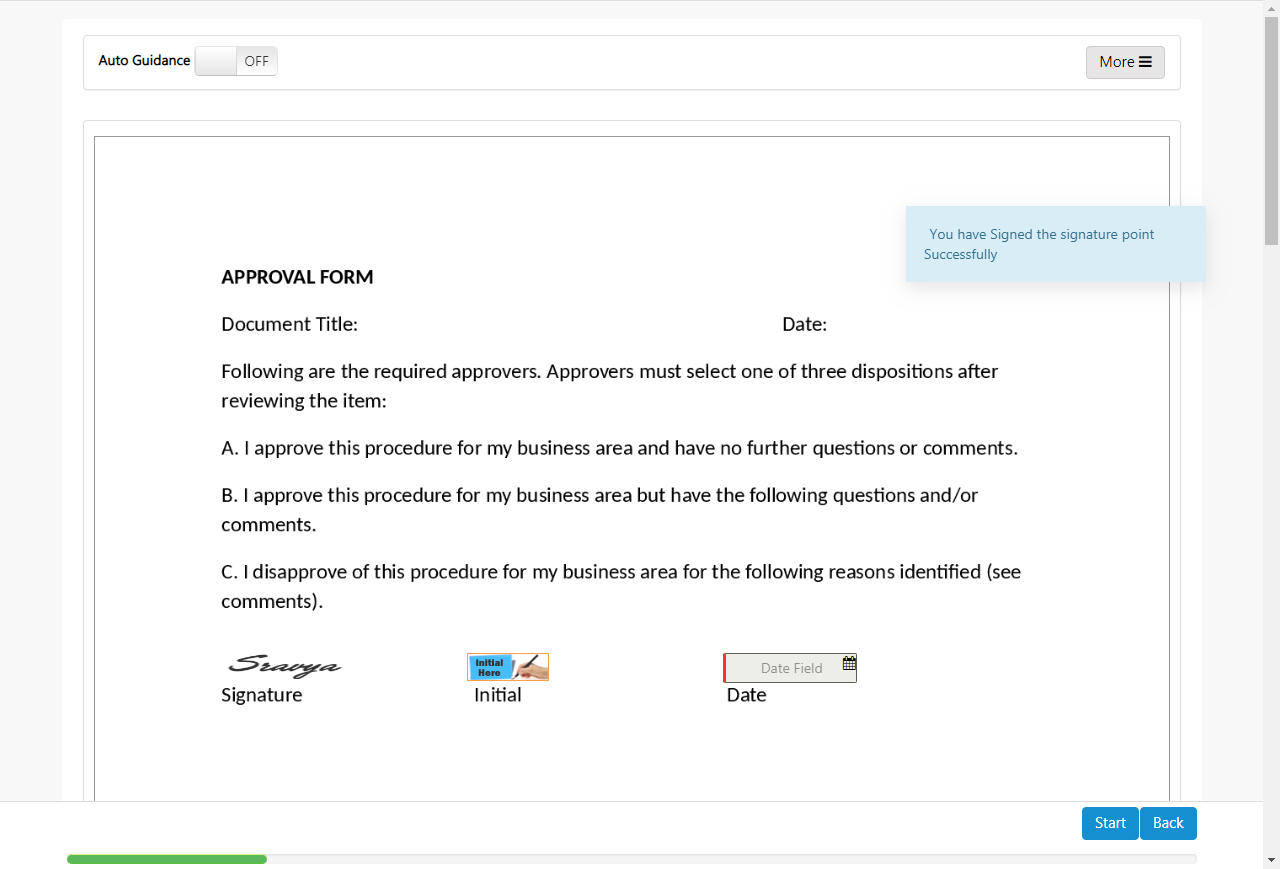 Auto Guidance OFF More
You have Signed the signature point
Successfully
APPROVAL FORM
Document Title: Date:
Following are the required approvers. Approvers must select one of three dispositions after
reviewing the item:
A. I approve this procedure for my business area and have no further questions or comments.
B. I approve this procedure for my business area but have the following questions and/or
comments.
C. I disapprove of this procedure for my business area for the following reasons identified (see
comments).
Sravya Initial Here Date Field
Signature Initial Date
Start Back